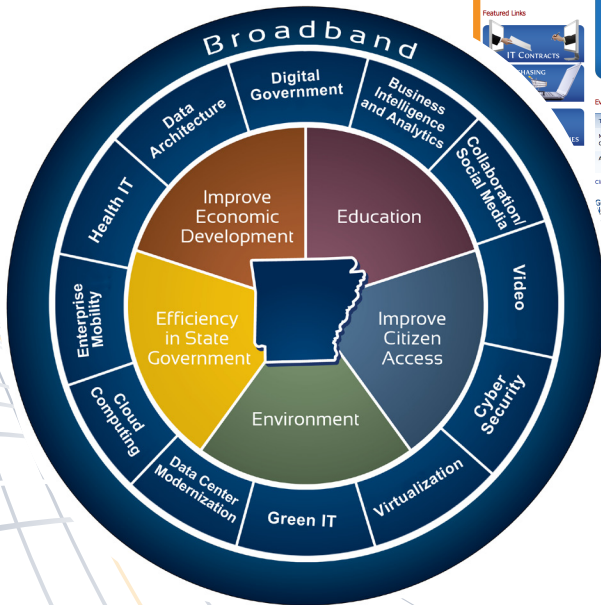 Broadband
Digital
Government
Business
Intelligence
and Analytics
Collaboration/
Social Media
Video
Cyber
Security
Virtualization
Green IT
Data Center
Modernization
Cloud
Computing
Enterprise
Mobility
Health IT
Data
Architecture
Improve
Economic
Development
Education
Improve
Citizen
Access
Environment
Efficiency
in State
Government
Featured Links
IT CONTRACTS